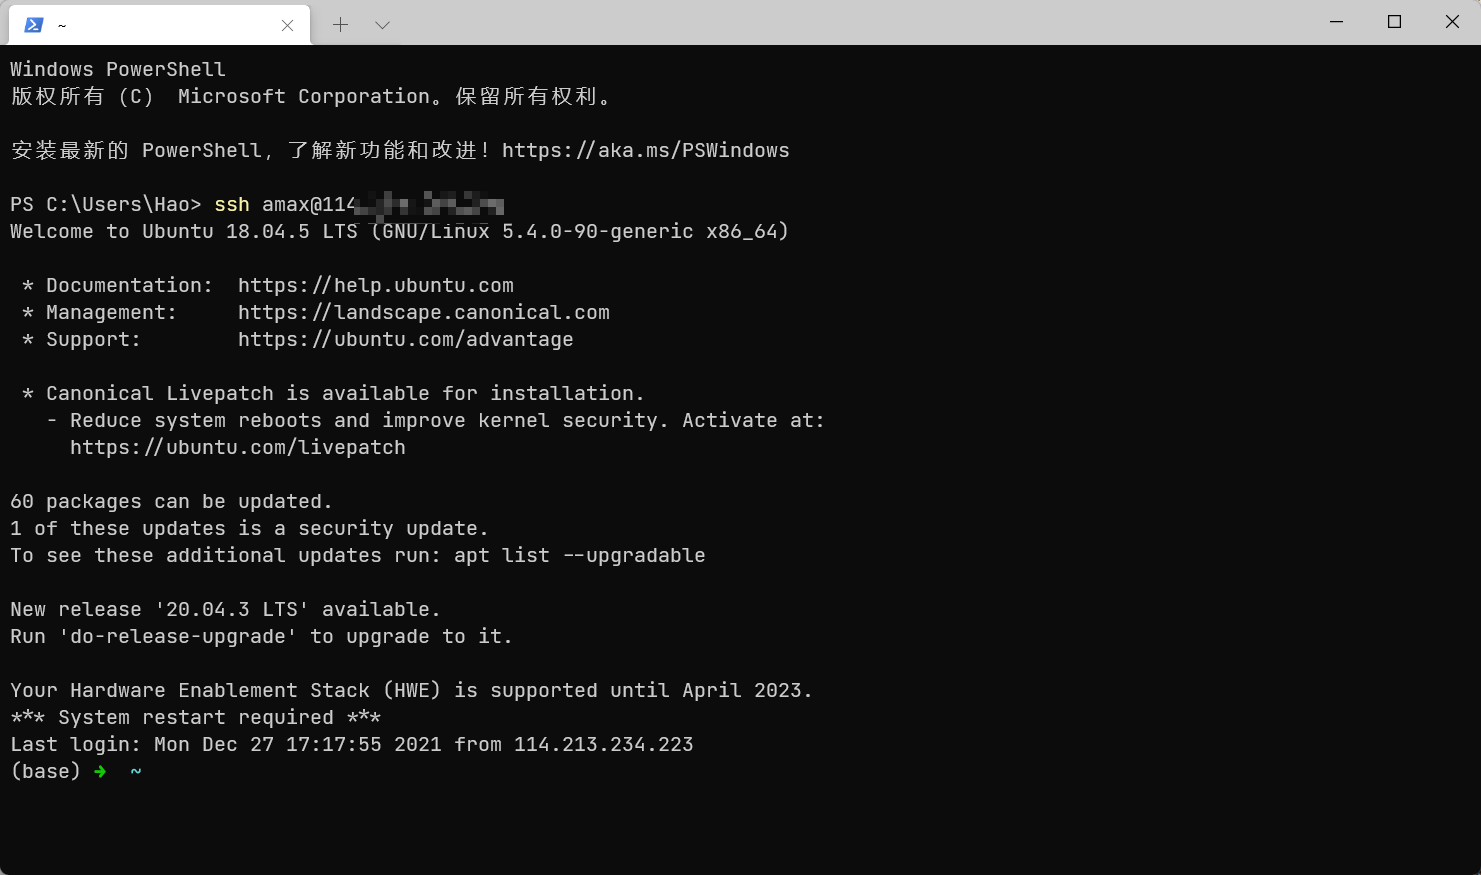 ~
Windows PowerShell
版权所有 (C) Microsoft Corporation。保留所有权利。
安装最新的 PowerShell，了解新功能和改进！https://aka.ms/PSWindows
PS C:\Users\Hao> ssh amax@114
Welcome to Ubuntu 18.04.5 LTS (GNU/Linux 5.4.0-90-generic x86_64)
* Documentation: https://help.ubuntu.com
* Management: https://landscape.canonical.com
* Support: https://ubuntu.com/advantage
* Canonical Livepatch is available for installation.
- Reduce system reboots and improve kernel security. Activate at:
https://ubuntu.com/livepatch
60 packages can be updated.
1 of these updates is a security update.
To see these additional updates run: apt list --upgradable
New release '20.04.3 LTS' available.
Run 'do-release-upgrade' to upgrade to it.
Your Hardware Enablement Stack (HWE) is supported until April 2023.
*** System restart required ***
Last login: Mon Dec 27 17:17:55 2021 from 114.213.234.223
(base) ➜ ~